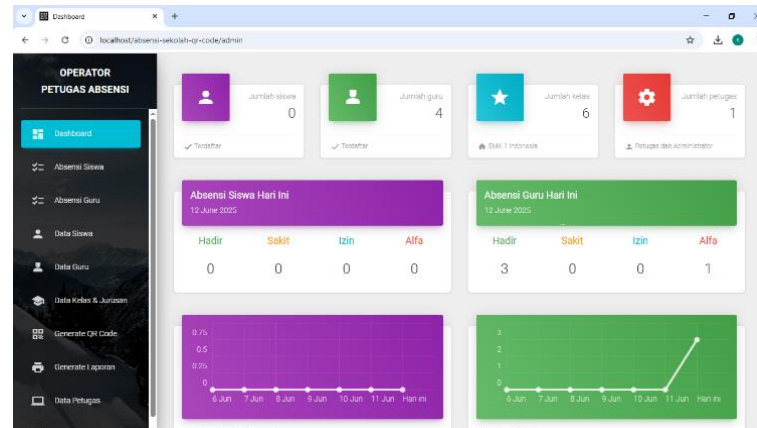 Dashboard
localhost/absensi-sekolah-qr-code/admin
OPERATOR
PETUGAS ABSENSI
Dashboard
Absensi Siswa
Absensi Guru
Data Siswa
Data Guru
Data Kelas & Jurusan
Generate QR Code
Generate Laporan
Data Petugas
Jumlah siswa
0
Terdaftar
Jumlah guru
4
Terdaftar
Jumlah kelas
6
SMK 1 Indonesia
Jumlah petugas
1
Petugas dan Administrator
Absensi Siswa Hari Ini
12 June 2025
Hadir Sakit Izin Alfa
0 0 0 0
Absensi Guru Hari Ini
12 June 2025
Hadir Sakit Izin Alfa
3 0 0 1
0.75
0.5
0.25
0
6 Jun 7 Jun 8 Jun 9 Jun 10 Jun 11 Jun Hari ini
3
2
1
0
6 Jun 7 Jun 8 Jun 9 Jun 10 Jun 11 Jun Hari ini